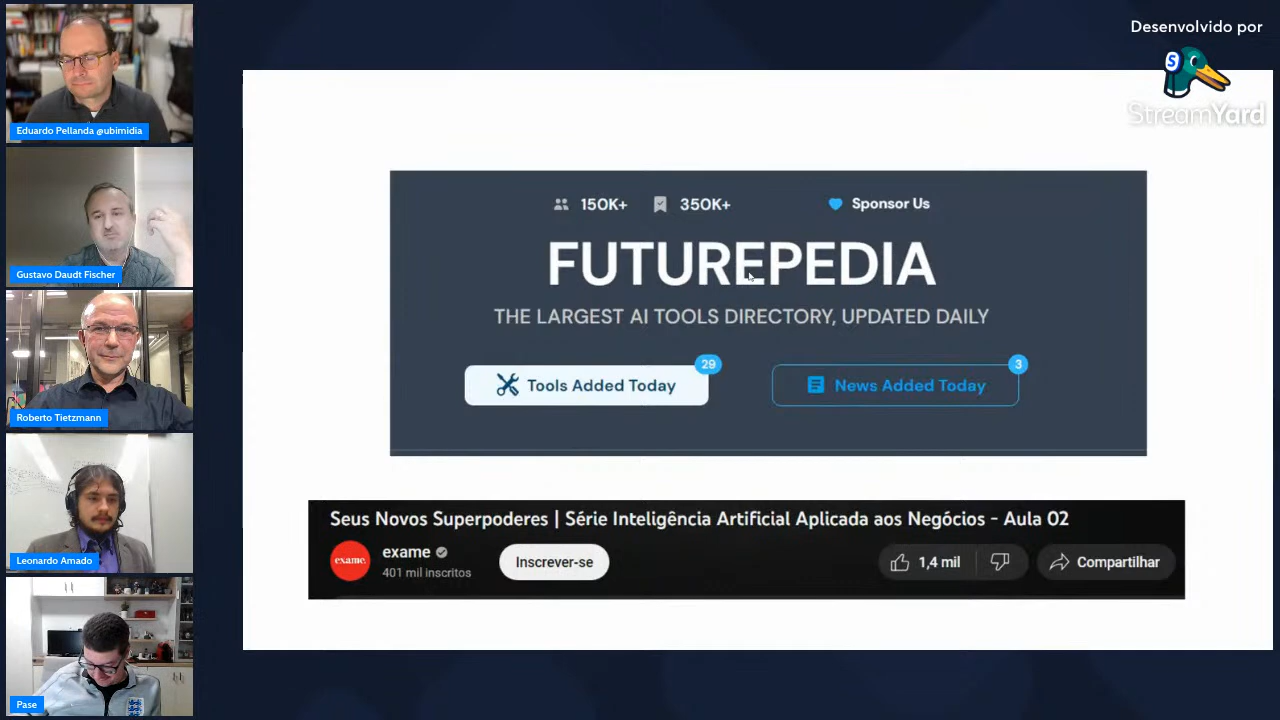 Desenvolvido por
StreamYard
Eduardo Pellanda @ubimidia
Gustavo Daudt Fischer
Roberto Tietzmann
Leonardo Amado
Pase
150K+ 350K+ Sponsor Us
FUTUREPEDIA
THE LARGEST AI TOOLS DIRECTORY, UPDATED DAILY
29 3
Tools Added Today News Added Today
Seus Novos Superpoderes | Série Inteligência Artificial Aplicada aos Negócios - Aula 02
exame.
exame
401 mil inscritos
Inscrever-se
1,4 mil
Compartilhar